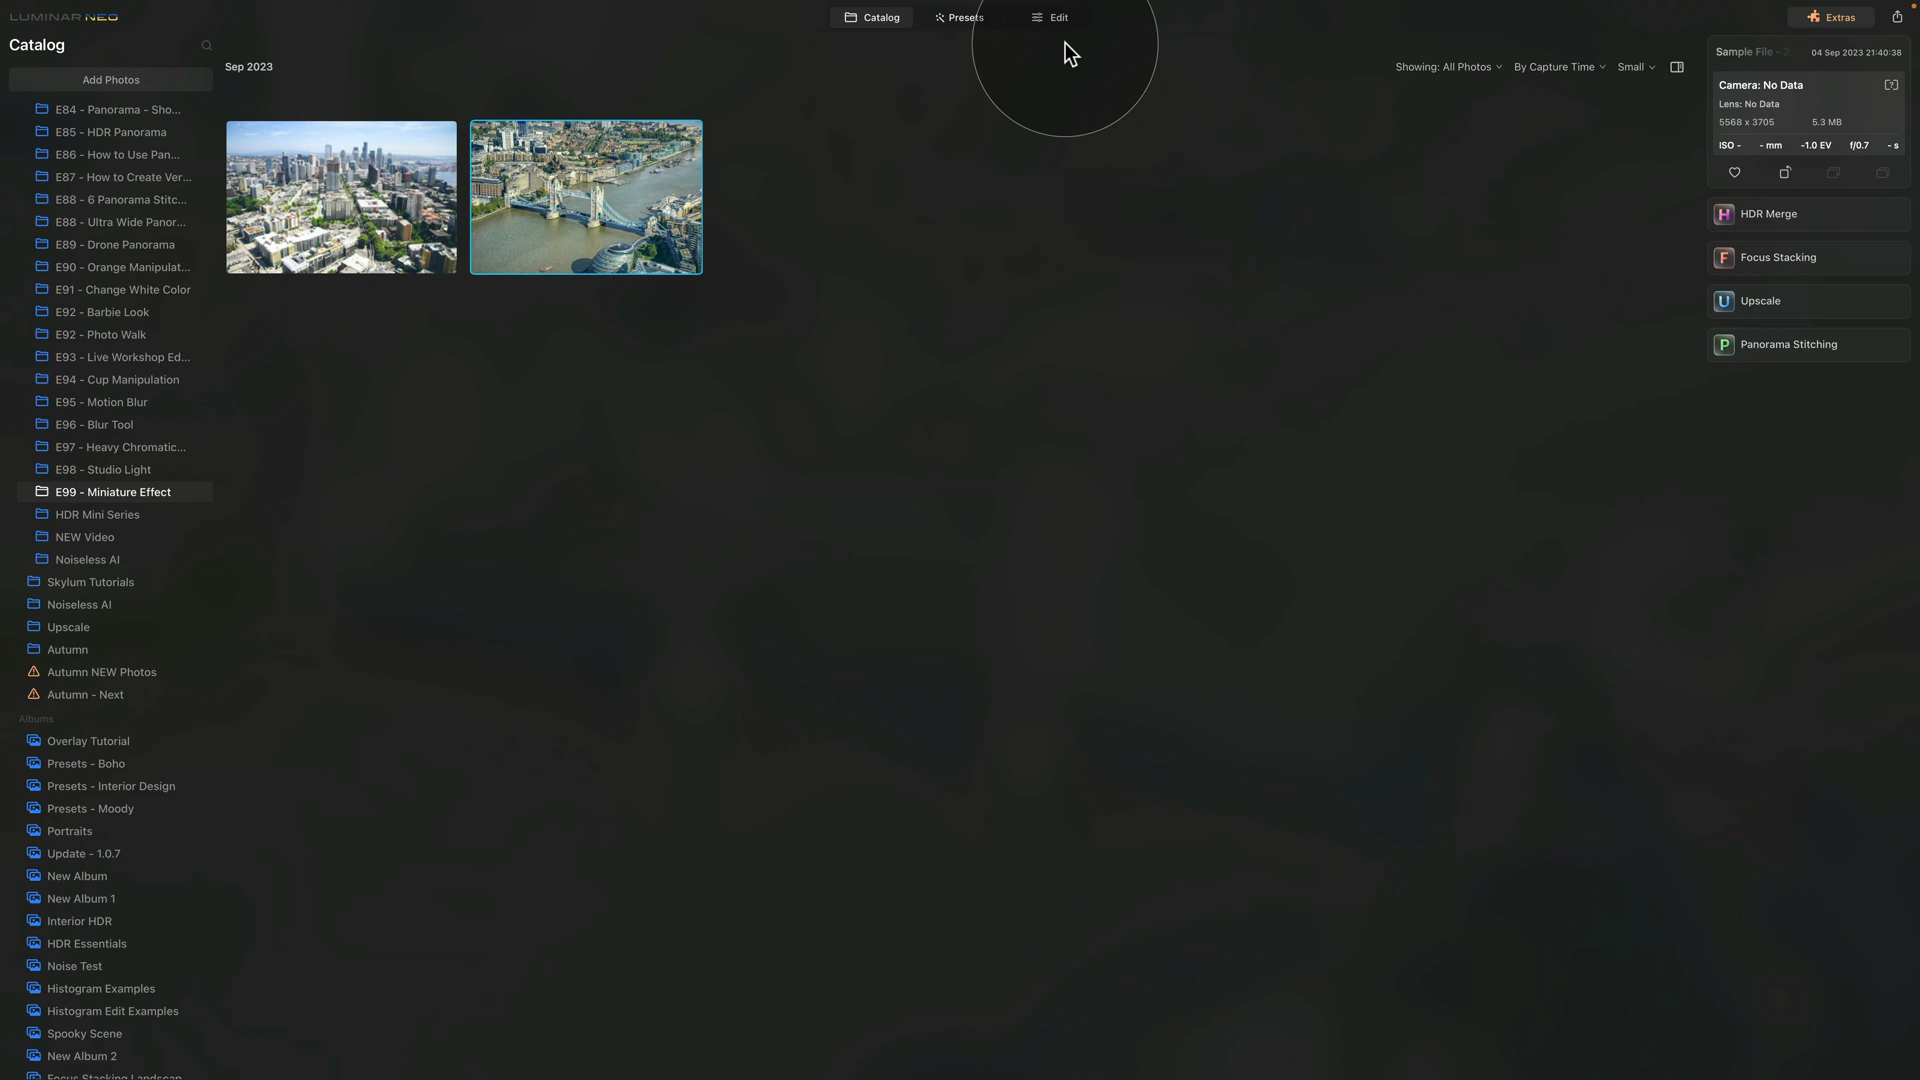 LUMINAR NEO
Catalog
Presets
Edit
Extras
Catalog
Add Photos
E84 - Panorama - Sho...
E85 - HDR Panorama
E86 - How to Use Pan...
E87 - How to Create Ver...
E88 - 6 Panorama Stitc...
E88 - Ultra Wide Panor...
E89 - Drone Panorama
E90 - Orange Manipulat...
E91 - Change White Color
E92 - Barbie Look
E92 - Photo Walk
E93 - Live Workshop Ed...
E94 - Cup Manipulation
E95 - Motion Blur
E96 - Blur Tool
E97 - Heavy Chromatic...
E98 - Studio Light
E99 - Miniature Effect
HDR Mini Series
NEW Video
Noiseless AI
Skylum Tutorials
Noiseless AI
Upscale
Autumn
Autumn NEW Photos
Autumn - Next
Albums
Overlay Tutorial
Presets - Boho
Presets - Interior Design
Presets - Moody
Portraits
Update - 1.0.7
New Album
New Album 1
Interior HDR
HDR Essentials
Noise Test
Histogram Examples
Histogram Edit Examples
Spooky Scene
New Album 2
Focus Stacking Landscap
Sep 2023
Showing: All Photos By Capture Time Small
Sample File - 2 04 Sep 2023 21:40:38
Camera: No Data
Lens: No Data
5568 x 3705 5.3 MB
ISO - - mm -1.0 EV f/0.7 - s
H HDR Merge
F Focus Stacking
U Upscale
P Panorama Stitching